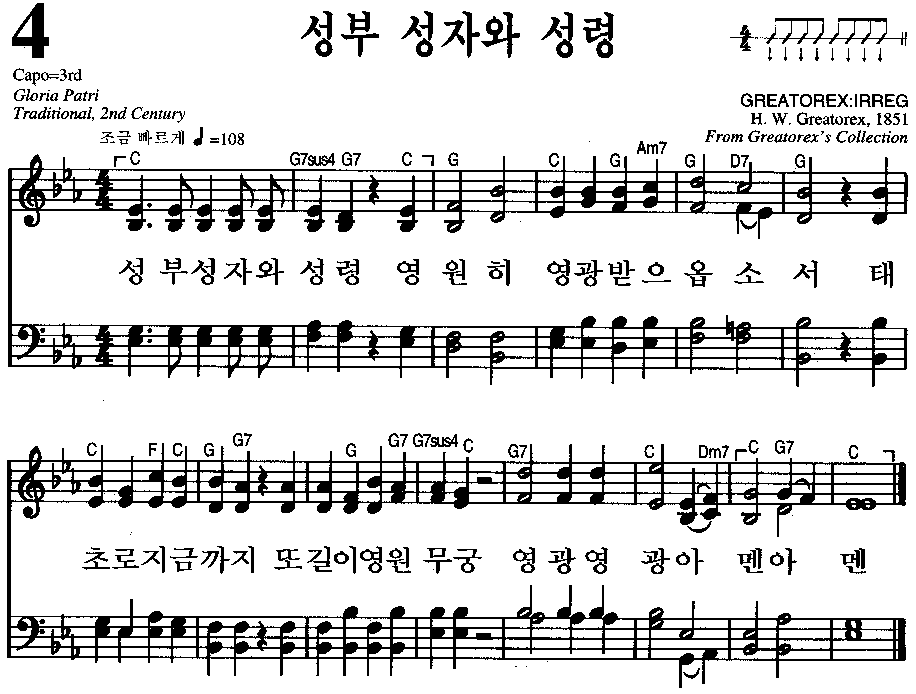 4
성부 성자와 성령
4/4
Capo=3rd
Gloria Patri
Traditional, 2nd Century
GREATOREX:IRREG
H. W. Greatorex, 1851
From Greatorex's Collection
조금 빠르게 ♩=108
C G7sus4 G7 C G C G Am7 G D7 G
성 부성자와 성령 영 원 히 영광받으 옵 소 서 태
C F C G G7 G G7 G7sus4 C G7 C Dm7 C G7 C
초로지금까지 또길이영원 무궁 영 광 영 광아 멘아 멘